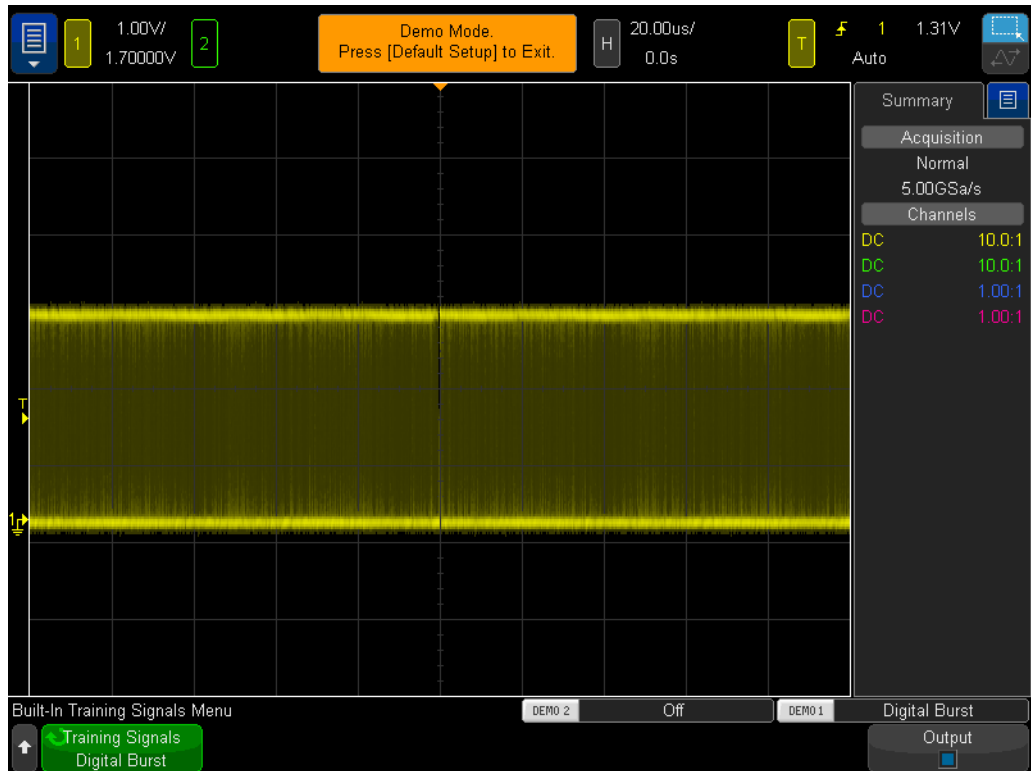 1
1.00V/
1.70000V
2
Demo Mode.
Press [Default Setup] to Exit.
H
20.00us/
0.0s
T
1
1.31V
Auto
Summary
Acquisition
Normal
5.00GSa/s
Channels
DC 10.0:1
DC 10.0:1
DC 1.00:1
DC 1.00:1
T
1
Built-In Training Signals Menu
DEMO 2
Off
DEMO 1
Digital Burst
Training Signals
Digital Burst
Output